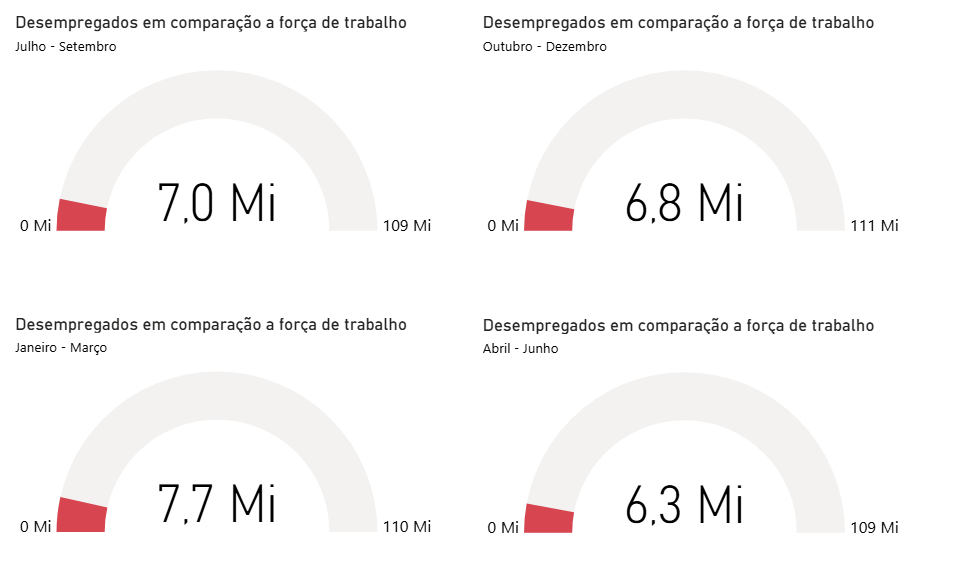 Desempregados em comparação a força de trabalho
Julho - Setembro
7,0 Mi
0 Mi
109 Mi
Desempregados em comparação a força de trabalho
Outubro - Dezembro
6,8 Mi
0 Mi
111 Mi
Desempregados em comparação a força de trabalho
Janeiro - Março
7,7 Mi
0 Mi
110 Mi
Desempregados em comparação a força de trabalho
Abril - Junho
6,3 Mi
0 Mi
109 Mi